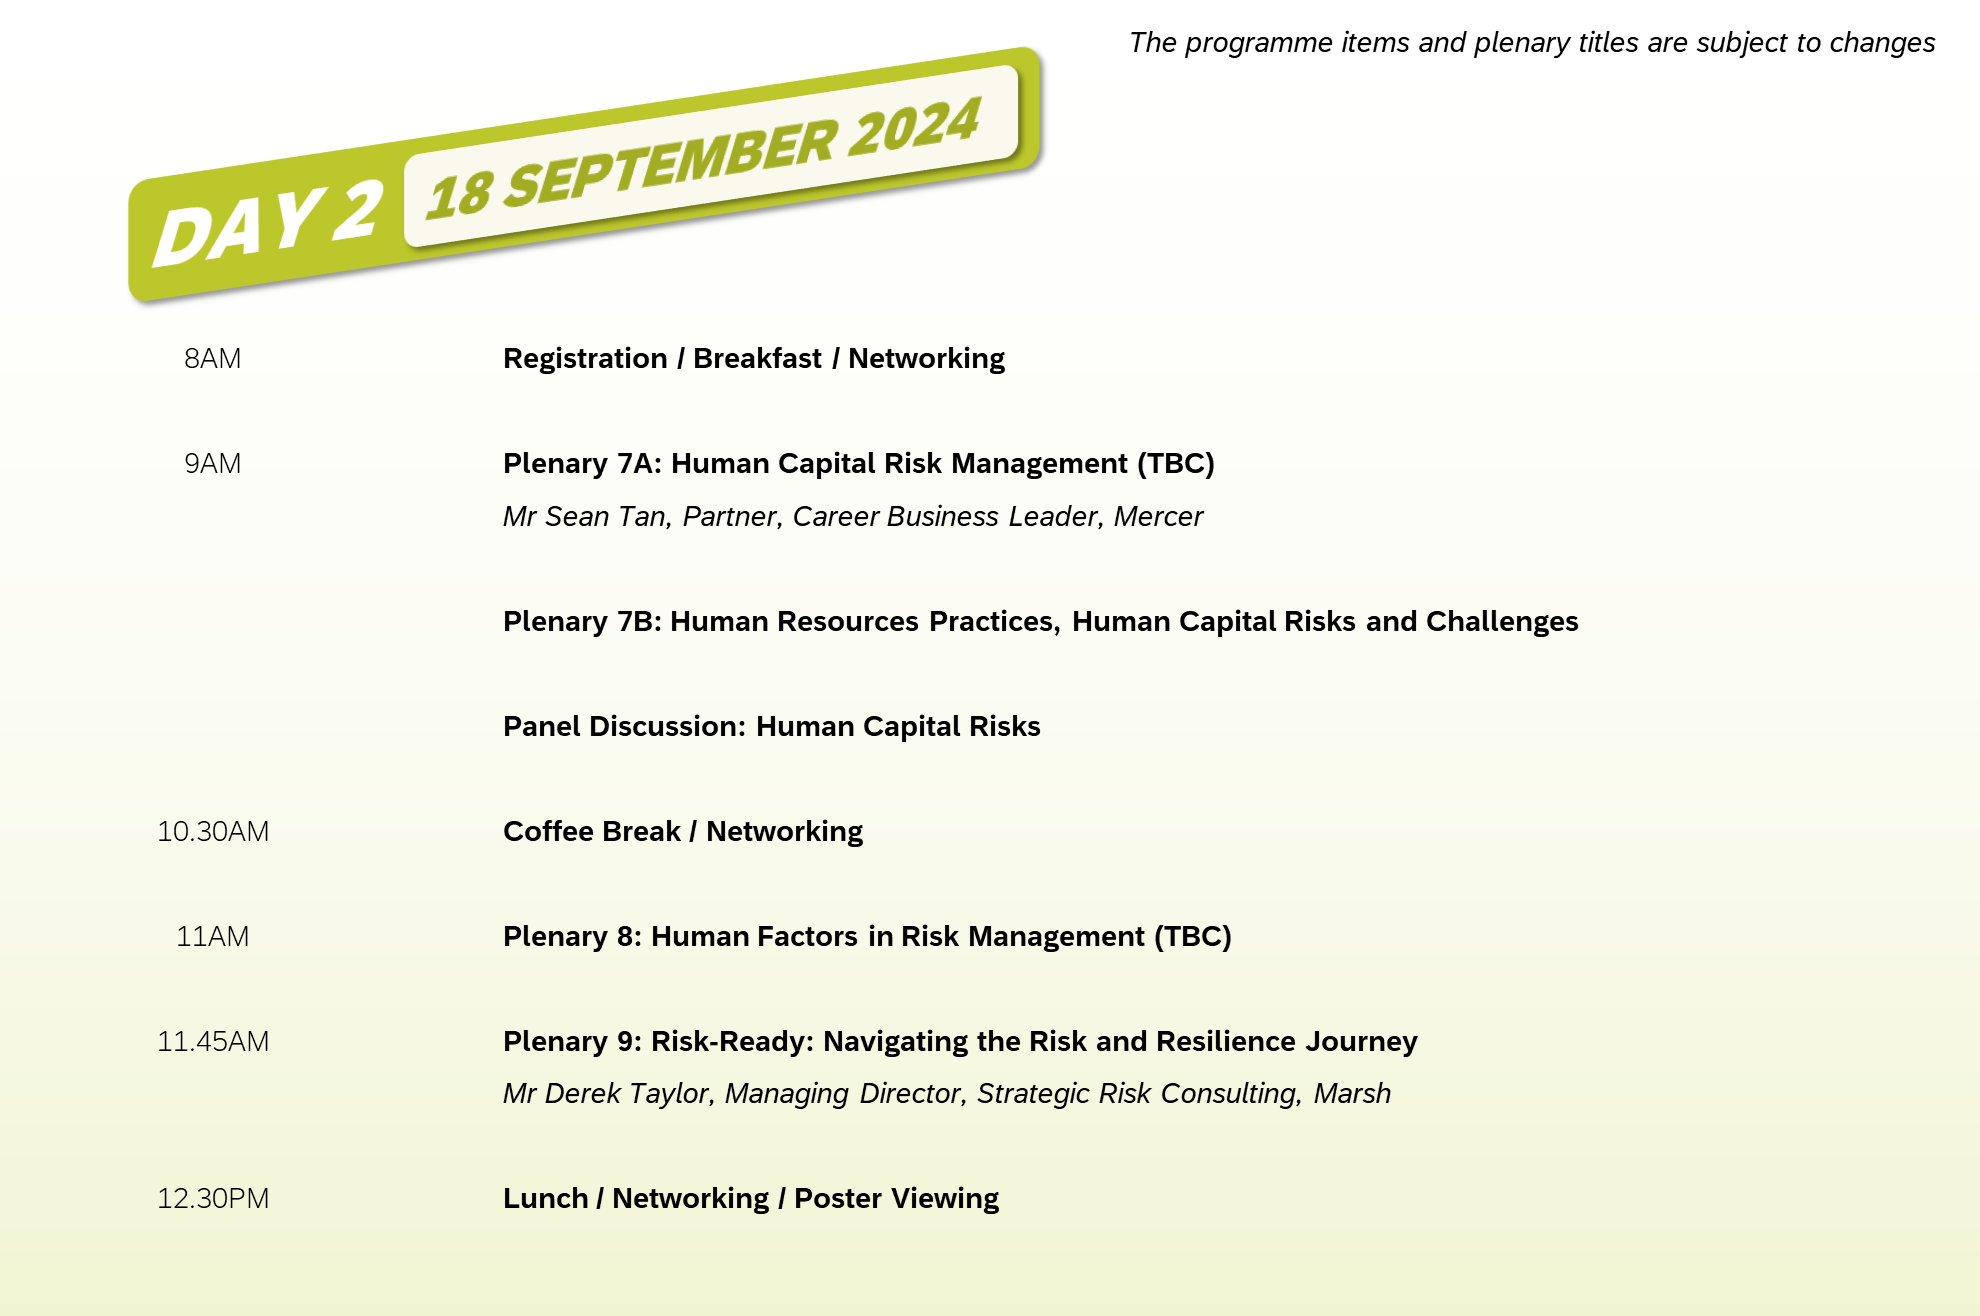 The programme items and plenary titles are subject to changes
DAY 2 18 SEPTEMBER 2024
8AM Registration / Breakfast / Networking
9AM Plenary 7A: Human Capital Risk Management (TBC)
Mr Sean Tan, Partner, Career Business Leader, Mercer
Plenary 7B: Human Resources Practices, Human Capital Risks and Challenges
Panel Discussion: Human Capital Risks
10.30AM Coffee Break / Networking
11AM Plenary 8: Human Factors in Risk Management (TBC)
11.45AM Plenary 9: Risk-Ready: Navigating the Risk and Resilience Journey
Mr Derek Taylor, Managing Director, Strategic Risk Consulting, Marsh
12.30PM Lunch / Networking / Poster Viewing